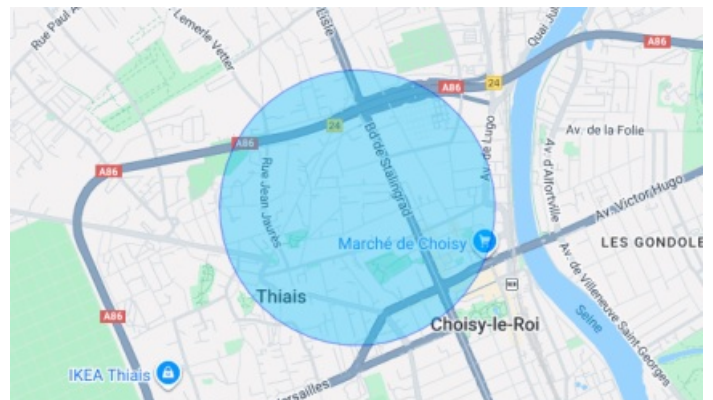 Rue Paul A
Lemerle Vetter
Élsie
Quai Jul
A86
24
A86
24
A86
A86
Av. de la Folie
Rue Jean Jaurès
Bd de Stalingrad
Av. de Lugo
Av. d'Alfortville
Av. Victor Hugo
Marché de Choisy
LES GONDOLE
Av. de Villeneuve Saint-Georges
Thiais
Choisy-le-Roi
Seine
A86
IKEA Thiais
ersailles